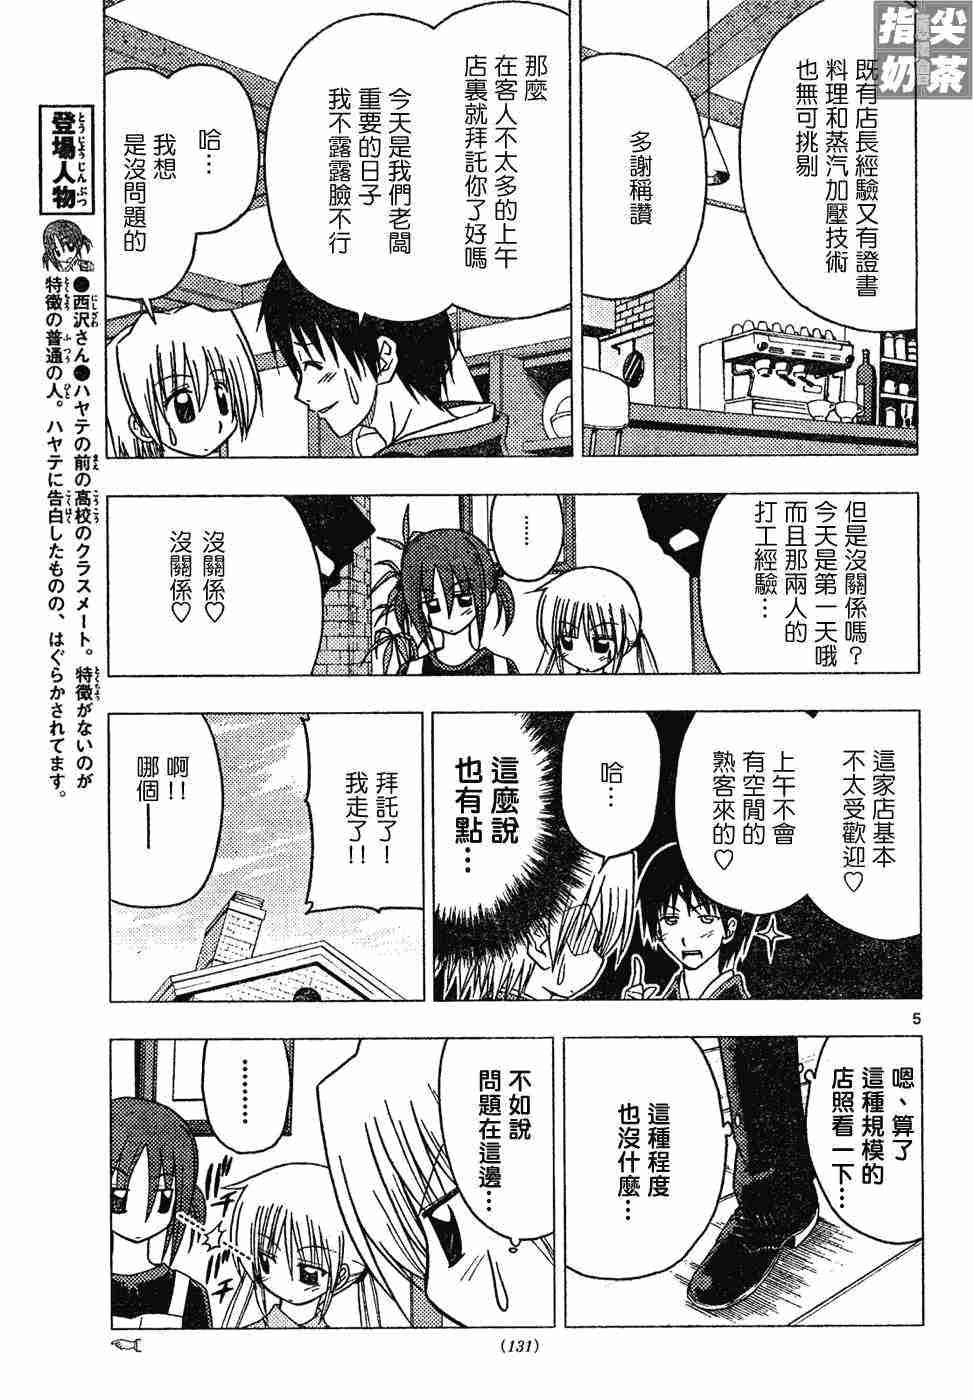 指尖
奶茶
既有店長經驗又有證書
料理和蒸汽加壓技術
也無可挑剔
多謝稱讚
那麼
在客人不太多的上午
店裏就拜託你了好嗎
今天是我們老闆
重要的日子
我不露露臉不行
哈…
我想
是沒問題的
但是沒關係嗎?
今天是第一天哦
而且那兩人的
打工經驗…
……
沒關係♡
沒關係♡
這家店基本
不太受歡迎♡
上午不會
有空閒的
熟客來的♡
哈…
這麼說
也有點…
拜託了!
我走了!!
啊!!
哪個——
5
嗯、算了
這種規模的
店照看一下…
這種程度
也沒什麼…
不如說
問題在這邊…
………
登場人物
とうじょうじんぶつ
●西沢さん●ハヤテの前の高校のクラスメート。特徴がないのが
特徴の普通の人。ハヤテに告白したものの、はぐらかされてます。
(131)